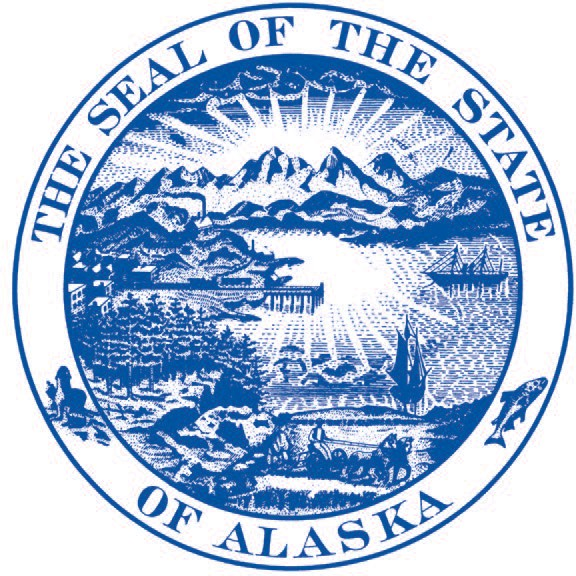 THE SEAL OF THE STATE
OF ALASKA